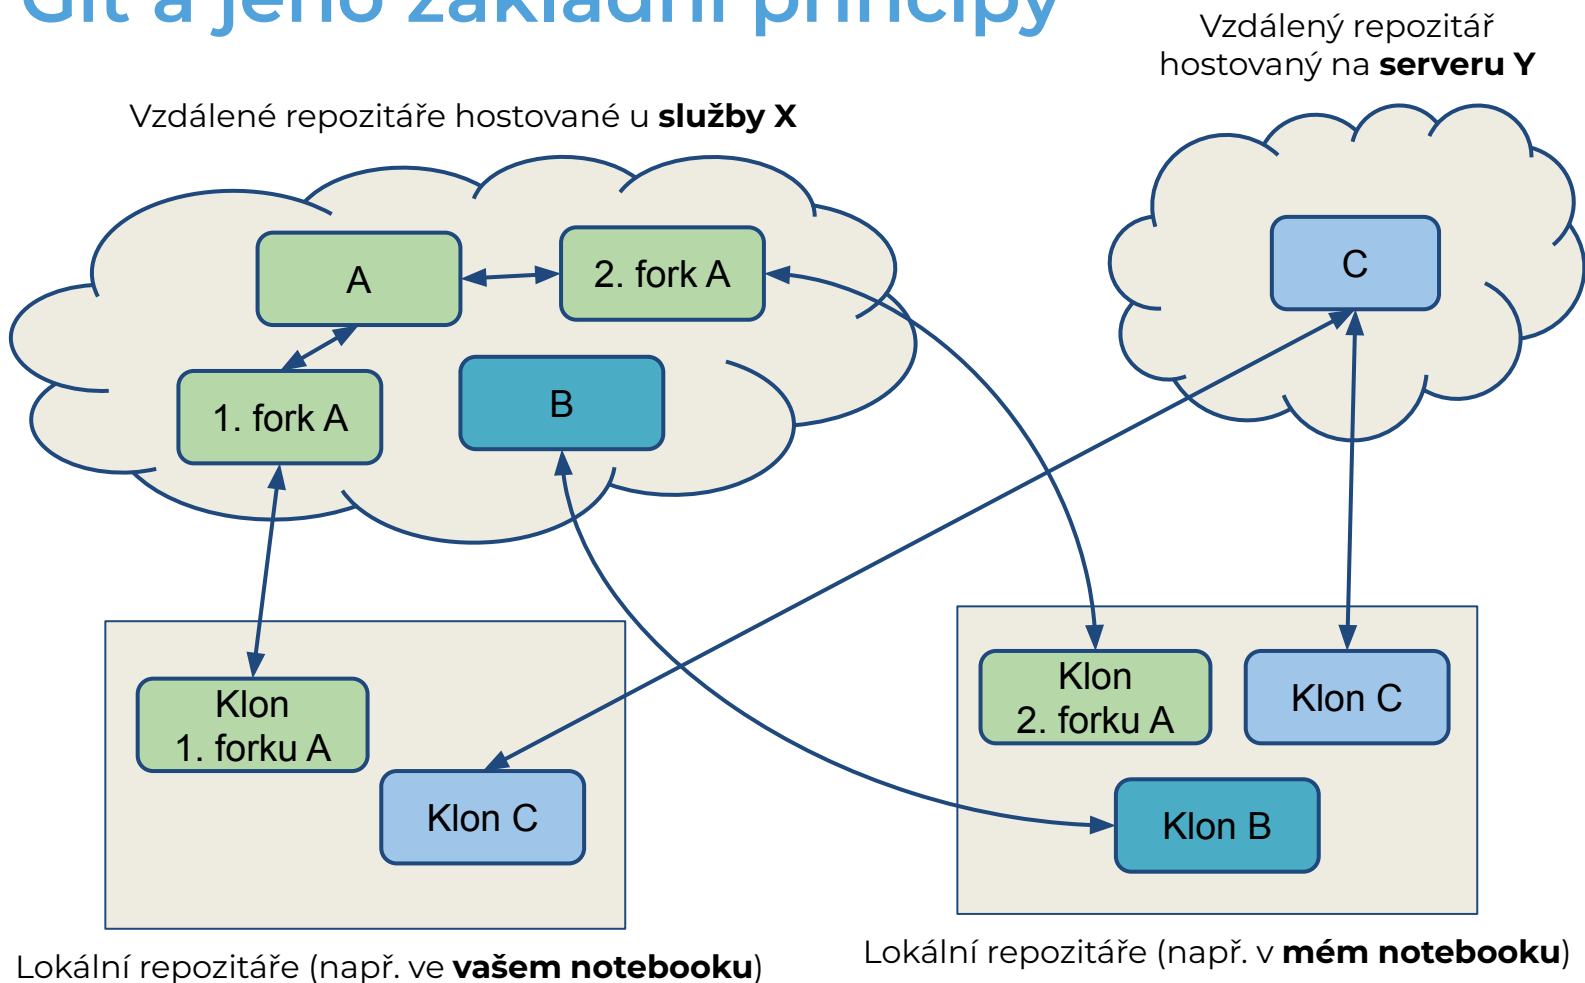 Git a jeho základní principy
Vzdálený repozitář
hostovaný na serveru Y
Vzdálené repozitáře hostované u služby X
A
2. fork A
C
1. fork A
B
Klon
1. forku A
Klon C
Klon
2. forku A
Klon C
Klon B
Lokální repozitáře (např. ve vašem notebooku)
Lokální repozitáře (např. v mém notebooku)